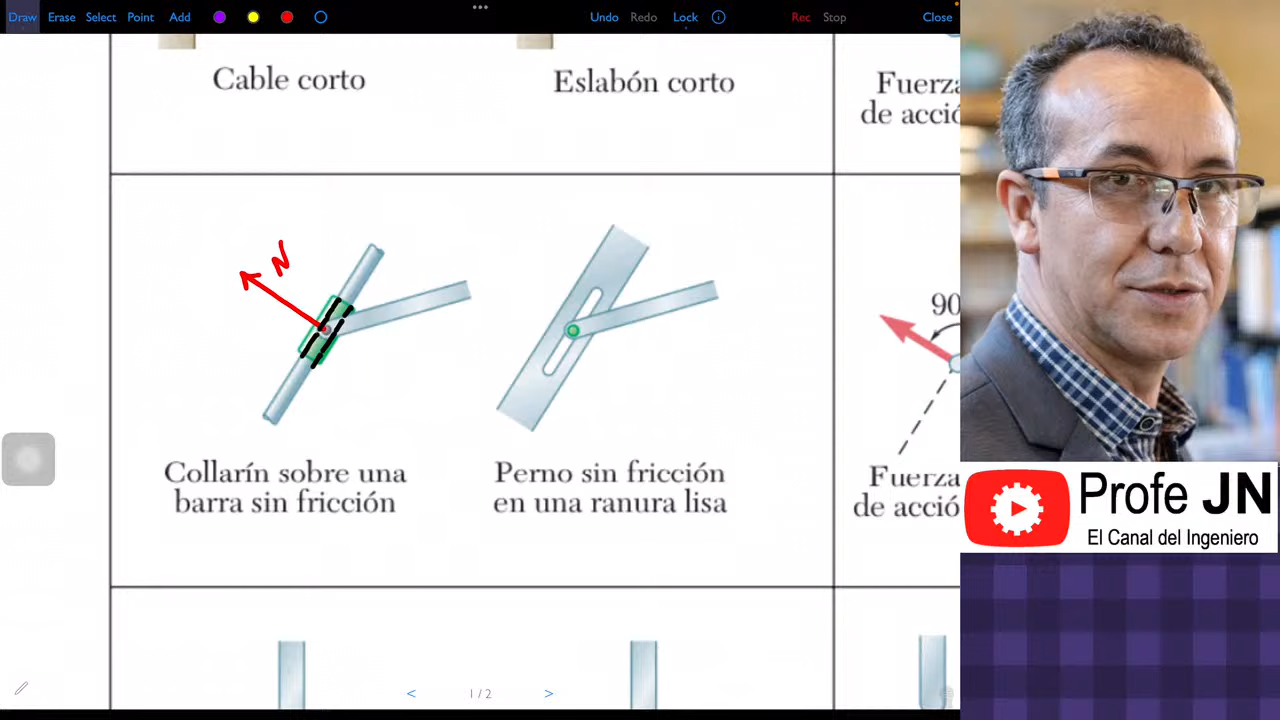 Draw Erase Select Point Add Undo Redo Lock Rec Stop Close
Cable corto
Eslabón corto
Fuerza
de acció
N
90
Collarín sobre una
barra sin fricción
Perno sin fricción
en una ranura lisa
Fuerza
de acció
Profe JN
El Canal del Ingeniero
< 1 / 2 >